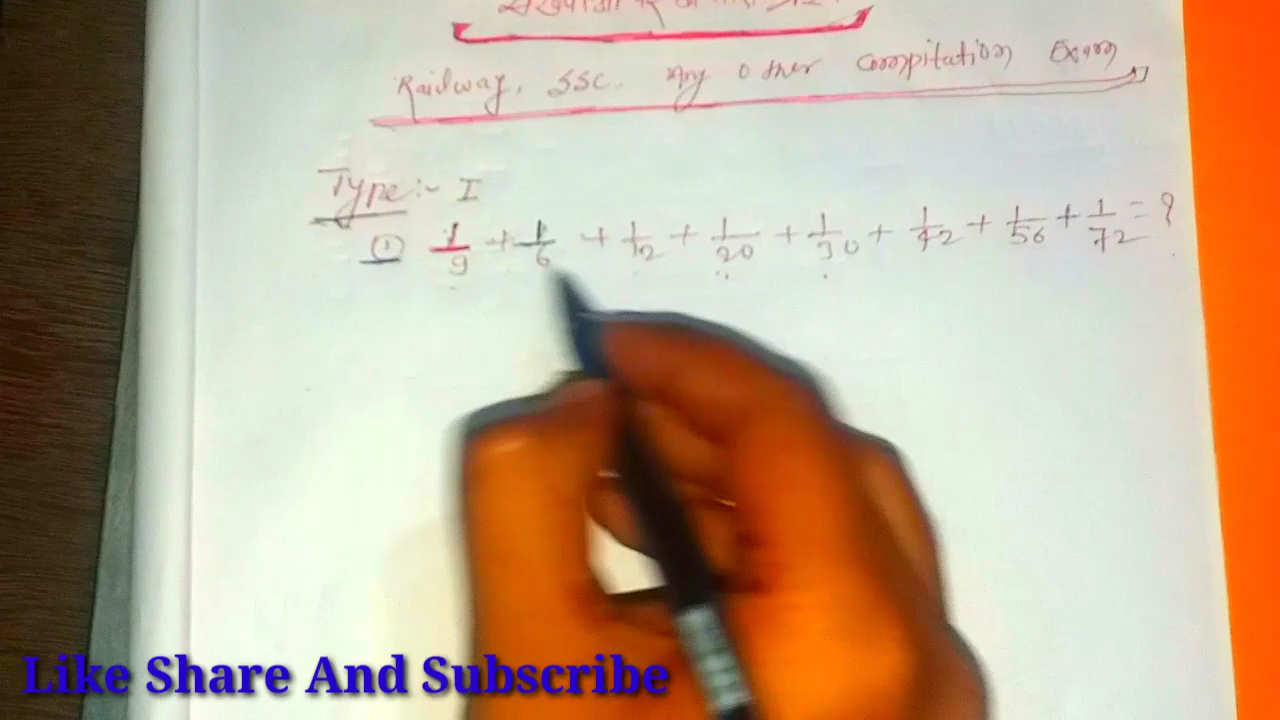 Railway, SSC. Any other Compitation Exam
Type:- I
① 1/9 + 1/6 + 1/12 + 1/20 + 1/30 + 1/42 + 1/56 + 1/72 = ?
Like Share And Subscribe